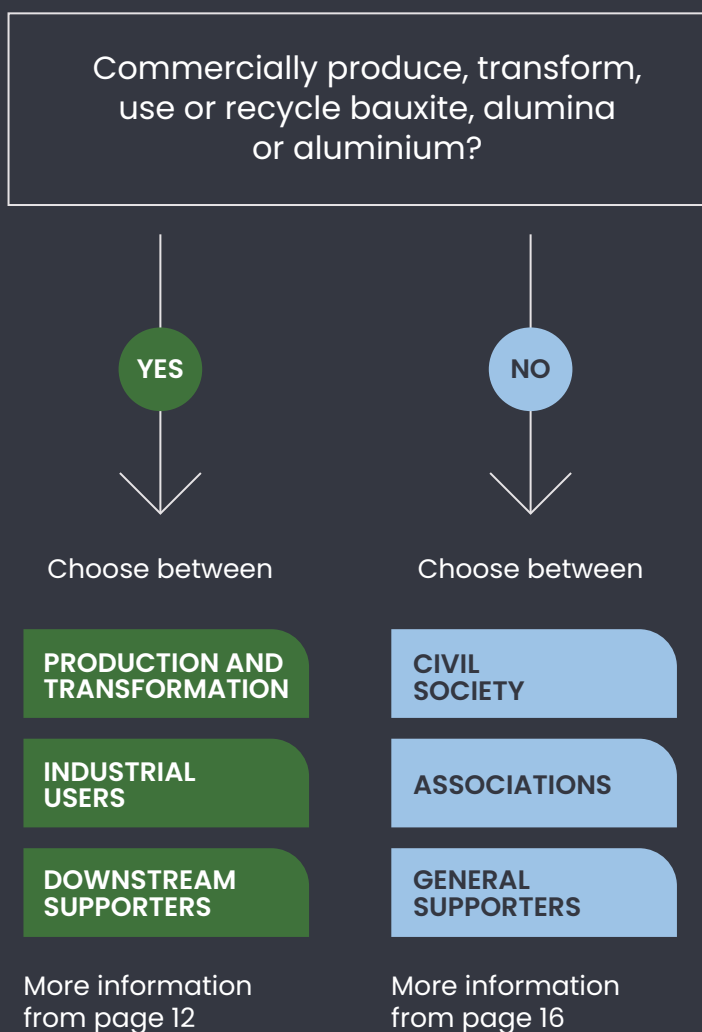 Commercially produce, transform,
use or recycle bauxite, alumina
or aluminium?
YES
Choose between
PRODUCTION AND
TRANSFORMATION
INDUSTRIAL
USERS
DOWNSTREAM
SUPPORTERS
More information
from page 12
NO
Choose between
CIVIL
SOCIETY
ASSOCIATIONS
GENERAL
SUPPORTERS
More information
from page 16